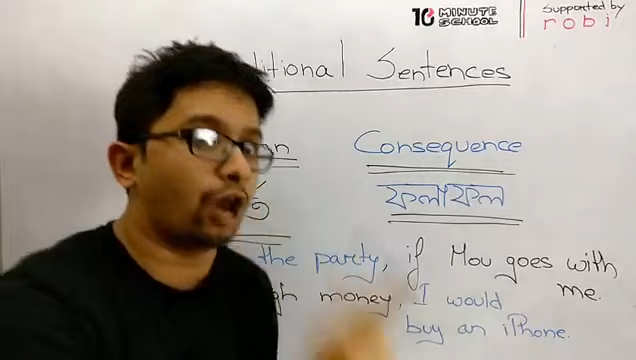 10 MINUTE SCHOOL
Supported by
robi
Sentences
Consequence
ফলাফল
the party, if Mou goes with me.
money, I would
buy an iPhone.